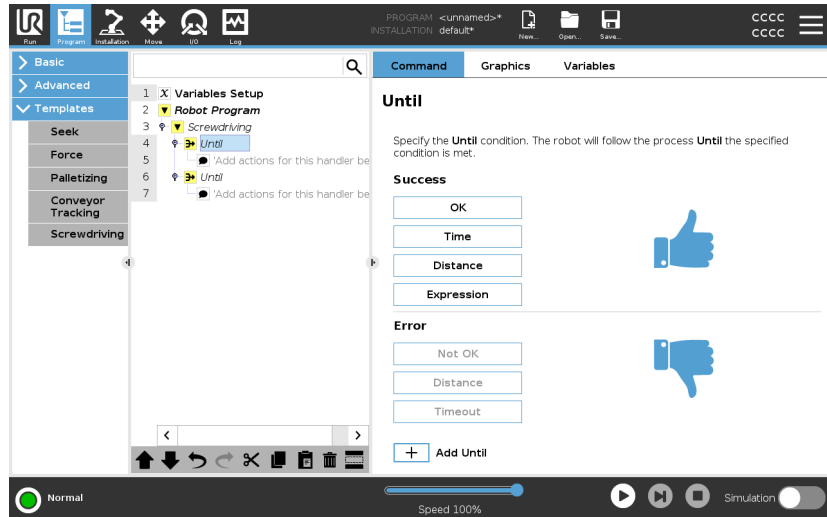 UR
Run
Program
Installation
Move
I/O
Log
PROGRAM <unnamed>*
INSTALLATION default*
New...
Open...
Save...
CCCC
CCCC
Basic
Advanced
Templates
Seek
Force
Palletizing
Conveyor
Tracking
Screwdriving
1 X Variables Setup
2 Robot Program
3 Screwdriving
4 Until
5 'Add actions for this handler be
6 Until
7 'Add actions for this handler be
Command
Graphics
Variables
Until
Specify the Until condition. The robot will follow the process Until the specified
condition is met.
Success
OK
Time
Distance
Expression
Error
Not OK
Distance
Timeout
+ Add Until
Normal
Speed 100%
Simulation